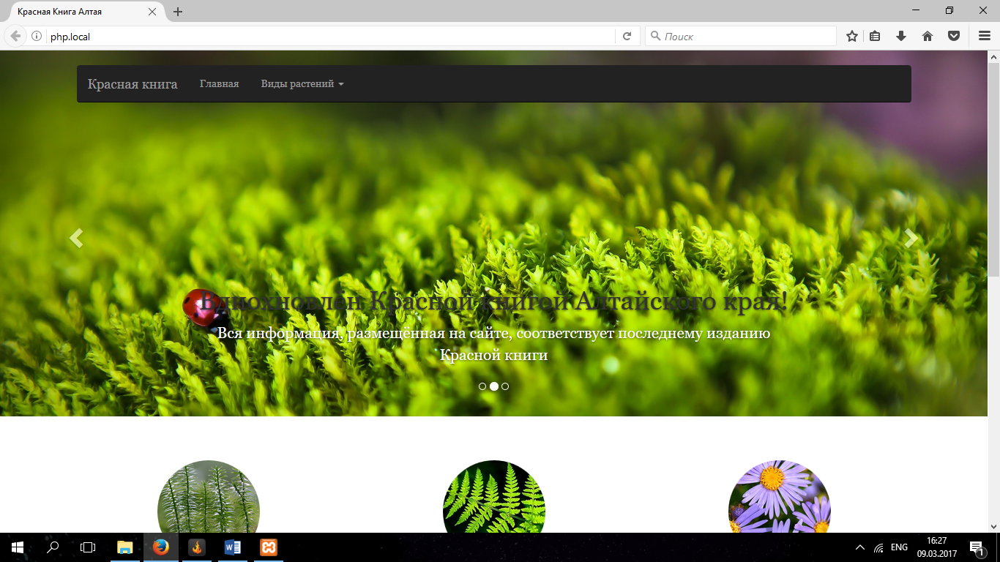 Красная Книга Алтая
php.local
Поиск
Красная книга Главная Виды растений
Вдохновлён Красной книгой Алтайского края!
Вся информация, размещённая на сайте, соответствует последнему изданию
Красной книги
ENG
16:27
09.03.2017
1